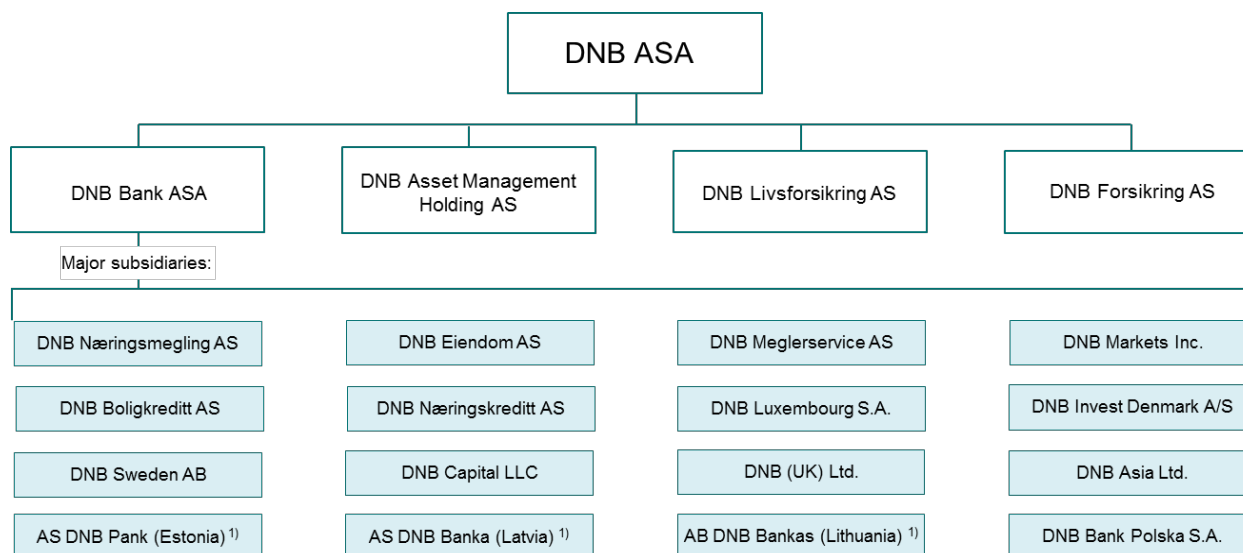 DNB ASA
DNB Bank ASA
DNB Asset Management
Holding AS
DNB Livsforsikring AS
DNB Forsikring AS
Major subsidiaries:
DNB Næringsmegling AS
DNB Eiendom AS
DNB Meglerservice AS
DNB Markets Inc.
DNB Boligkreditt AS
DNB Næringskreditt AS
DNB Luxembourg S.A.
DNB Invest Denmark A/S
DNB Sweden AB
DNB Capital LLC
DNB (UK) Ltd.
DNB Asia Ltd.
AS DNB Pank (Estonia) 1)
AS DNB Banka (Latvia) 1)
AB DNB Bankas (Lithuania) 1)
DNB Bank Polska S.A.